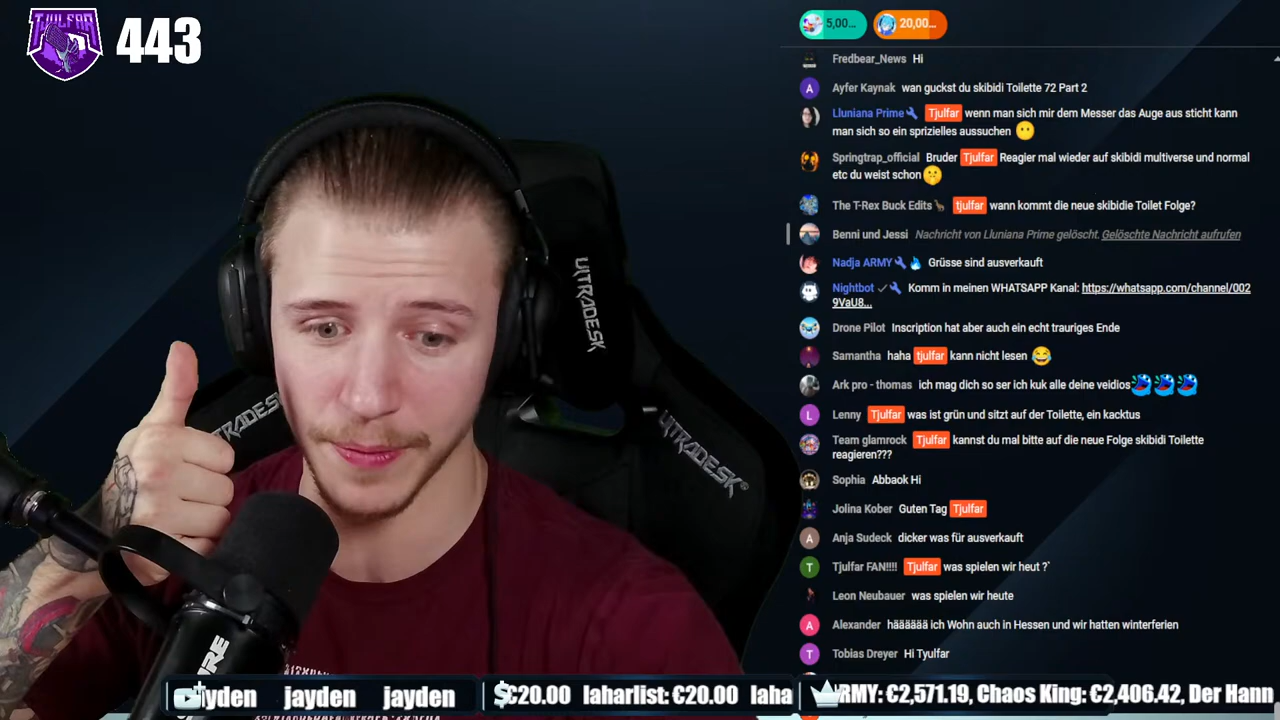 TJULFAR
443
5,00...
20,00...
Fredbear_News Hi
Ayfer Kaynak wan guckst du skibidi Toilette 72 Part 2
Lluniana Prime Tjulfar wenn man sich mir dem Messer das Auge aus sticht kann
man sich so ein sprizielles aussuchen
Springtrap_official Bruder Tjulfar Reagier mal wieder auf skibidi multiverse und normal
etc du weist schon
The T-Rex Buck Edits tjulfar wann kommt die neue skibidie Toilet Folge?
Benni und Jessi Nachricht von Lluniana Prime gelöscht. Gelöschte Nachricht aufrufen
Nadja ARMY Grüsse sind ausverkauft
Nightbot Komm in meinen WHATSAPP Kanal: https://whatsapp.com/channel/002
9VaU8...
Drone Pilot Inscription hat aber auch ein echt trauriges Ende
Samantha haha tjulfar kann nicht lesen
Ark pro - thomas ich mag dich so ser ich kuk alle deine veidios
Lenny Tjulfar was ist grün und sitzt auf der Toilette, ein kacktus
Team glamrock Tjulfar kannst du mal bitte auf die neue Folge skibidi Toilette
reagieren???
Sophia Abbaok Hi
Jolina Kober Guten Tag Tjulfar
Anja Sudeck dicker was für ausverkauft
Tjulfar FAN!!!! Tjulfar was spielen wir heut ?`
Leon Neubauer was spielen wir heute
Alexander häääääää ich Wohn auch in Hessen und wir hatten winterferien
Tobias Dreyer Hi Tyulfar
UITRADESK
UITRADESK
TRADESK
URE
yden jayden jayden
€20.00 laharlist: €20.00 laha
RMY: €2,571.19, Chaos King: €2,406.42, Der Hann